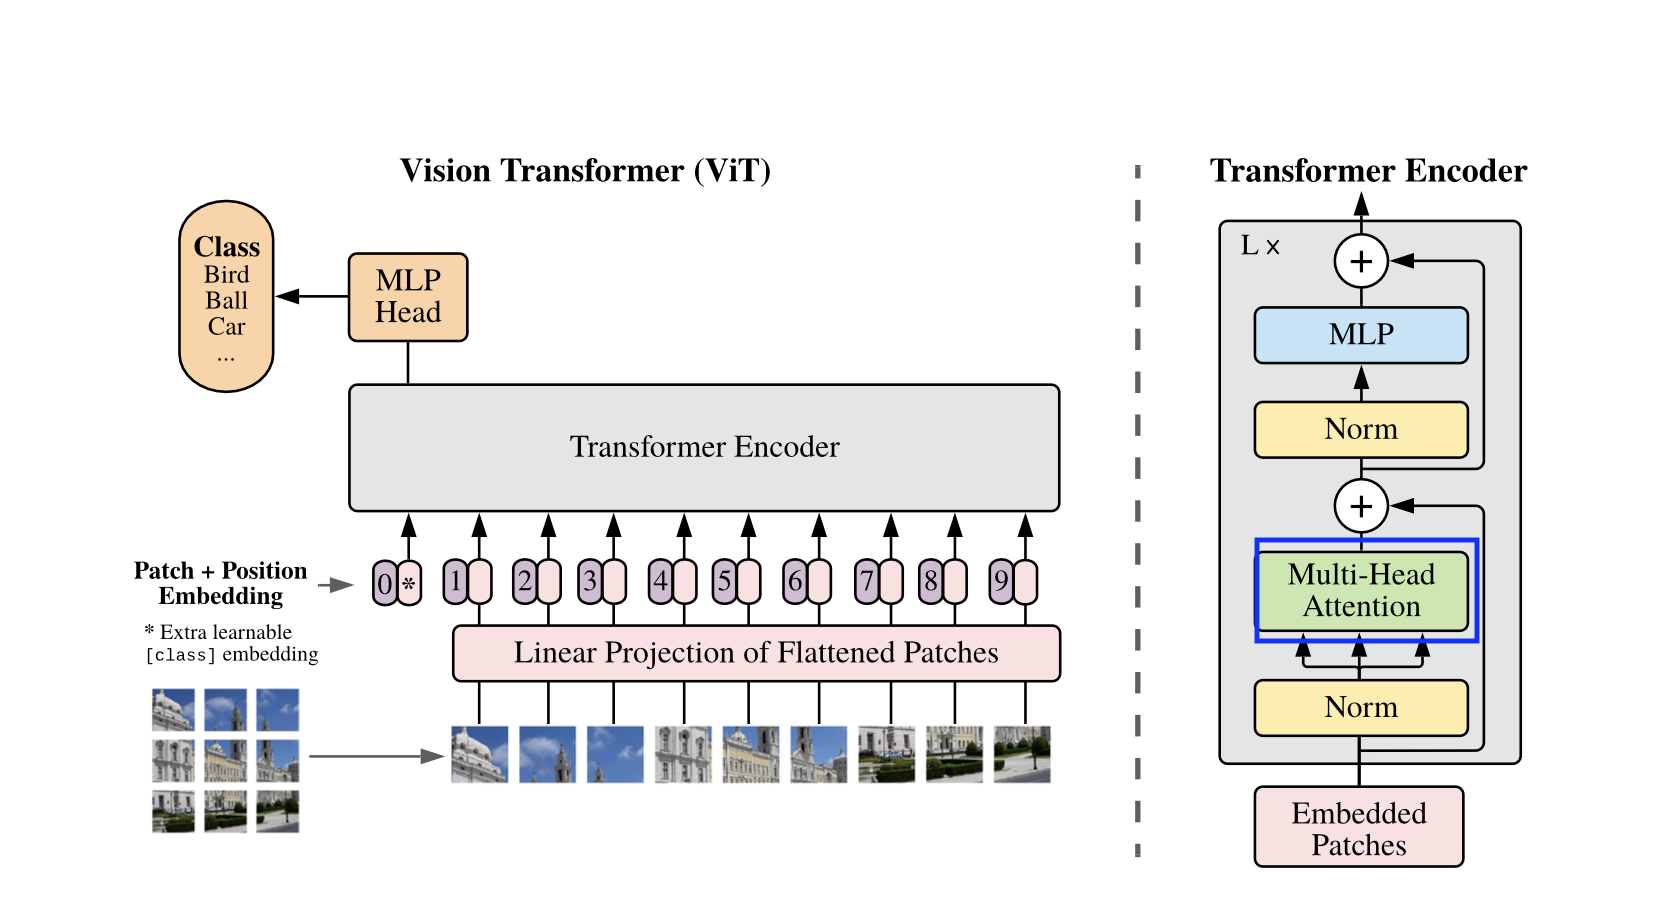 Vision Transformer (ViT)
Class
Bird
Ball
Car
...
MLP
Head
Transformer Encoder
Patch + Position
Embedding
* Extra learnable
[class] embedding
0 * 1 2 3 4 5 6 7 8 9
Linear Projection of Flattened Patches
Transformer Encoder
L ×
+
MLP
Norm
+
Multi-Head
Attention
Norm
Embedded
Patches